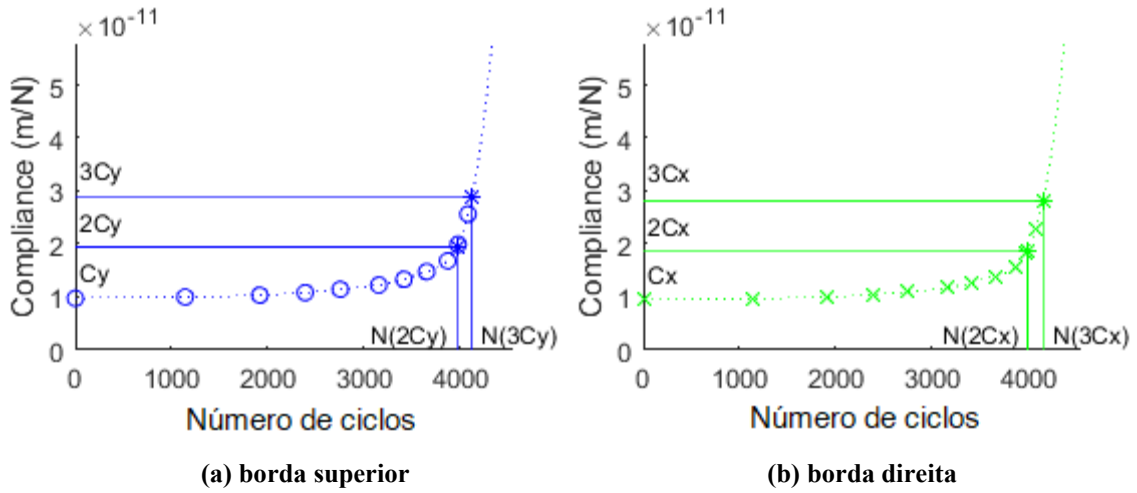 × 10⁻¹¹
Compliance (m/N)
5
4
3
2
1
0
3Cy
2Cy
Cy
N(2Cy)
N(3Cy)
0 1000 2000 3000 4000
Número de ciclos
(a) borda superior
× 10⁻¹¹
Compliance (m/N)
5
4
3
2
1
0
3Cx
2Cx
Cx
N(2Cx)
N(3Cx)
0 1000 2000 3000 4000
Número de ciclos
(b) borda direita